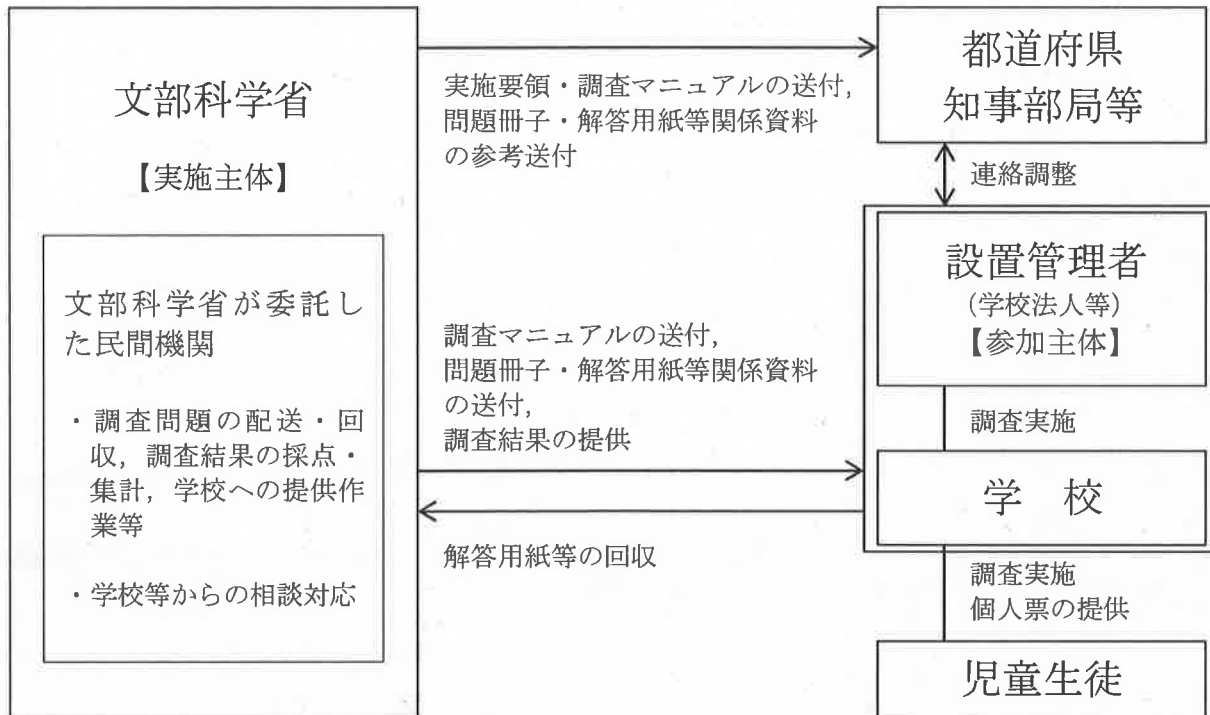 文部科学省
【実施主体】
文部科学省が委託し
た民間機関
・調査問題の配送・回
収，調査結果の採点・
集計，学校への提供作
業等
・学校等からの相談対応
実施要領・調査マニュアルの送付，
問題冊子・解答用紙等関係資料
の参考送付
調査マニュアルの送付，
問題冊子・解答用紙等関係資料
の送付，
調査結果の提供
解答用紙等の回収
都道府県
知事部局等
連絡調整
設置管理者
（学校法人等）
【参加主体】
調査実施
学　校
調査実施
個人票の提供
児童生徒